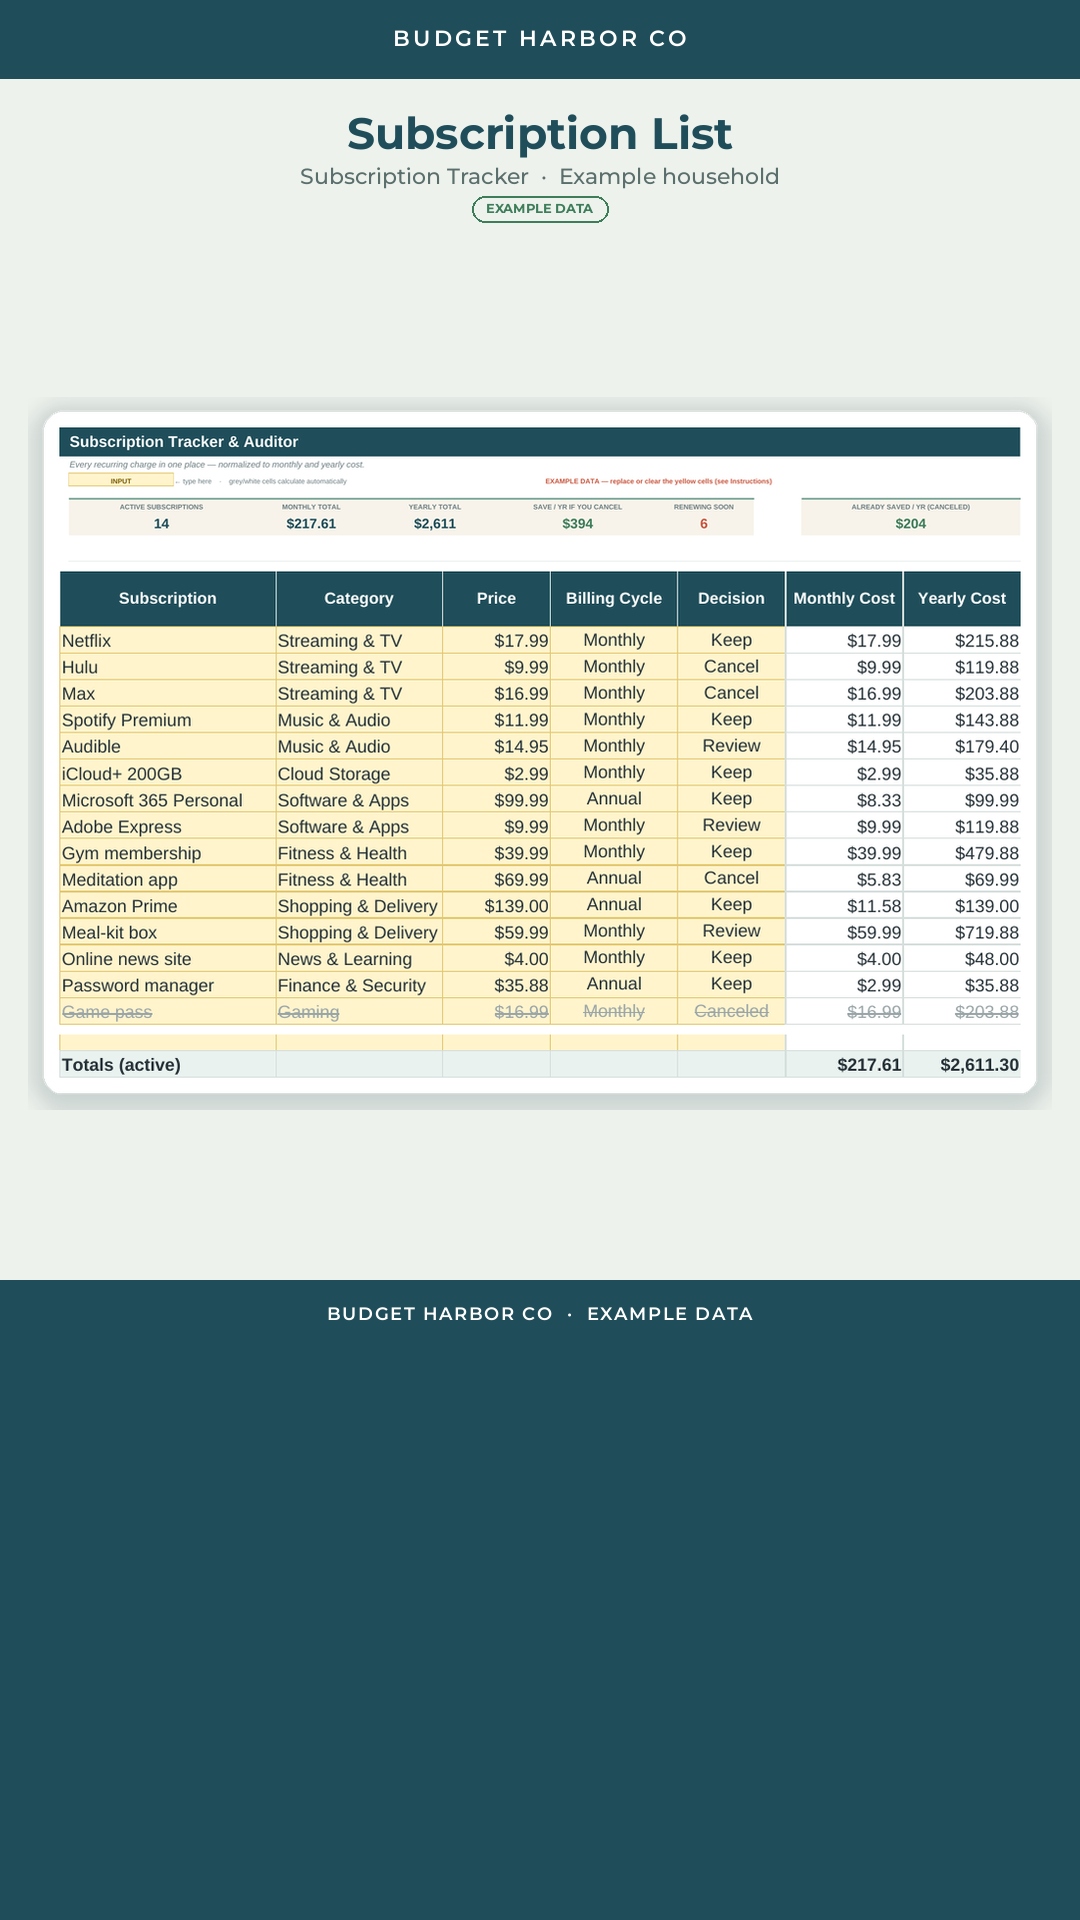 BUDGET HARBOR CO
Subscription List
Subscription Tracker · Example household
EXAMPLE DATA
Subscription Tracker & Auditor
Every recurring charge in one place — normalized to monthly and yearly cost.
INPUT ← type here · grey/white cells calculate automatically EXAMPLE DATA — replace or clear the yellow cells (see Instructions)
ACTIVE SUBSCRIPTIONS MONTHLY TOTAL YEARLY TOTAL SAVE / YR IF YOU CANCEL RENEWING SOON ALREADY SAVED / YR (CANCELED)
14 $217.61 $2,611 $394 6 $204
Subscription Category Price Billing Cycle Decision Monthly Cost Yearly Cost
Netflix Streaming & TV $17.99 Monthly Keep $17.99 $215.88
Hulu Streaming & TV $9.99 Monthly Cancel $9.99 $119.88
Max Streaming & TV $16.99 Monthly Cancel $16.99 $203.88
Spotify Premium Music & Audio $11.99 Monthly Keep $11.99 $143.88
Audible Music & Audio $14.95 Monthly Review $14.95 $179.40
iCloud+ 200GB Cloud Storage $2.99 Monthly Keep $2.99 $35.88
Microsoft 365 Personal Software & Apps $99.99 Annual Keep $8.33 $99.99
Adobe Express Software & Apps $9.99 Monthly Review $9.99 $119.88
Gym membership Fitness & Health $39.99 Monthly Keep $39.99 $479.88
Meditation app Fitness & Health $69.99 Annual Cancel $5.83 $69.99
Amazon Prime Shopping & Delivery $139.00 Annual Keep $11.58 $139.00
Meal-kit box Shopping & Delivery $59.99 Monthly Review $59.99 $719.88
Online news site News & Learning $4.00 Monthly Keep $4.00 $48.00
Password manager Finance & Security $35.88 Annual Keep $2.99 $35.88
Game pass Gaming $16.99 Monthly Canceled $16.99 $203.88
Totals (active) $217.61 $2,611.30
BUDGET HARBOR CO · EXAMPLE DATA